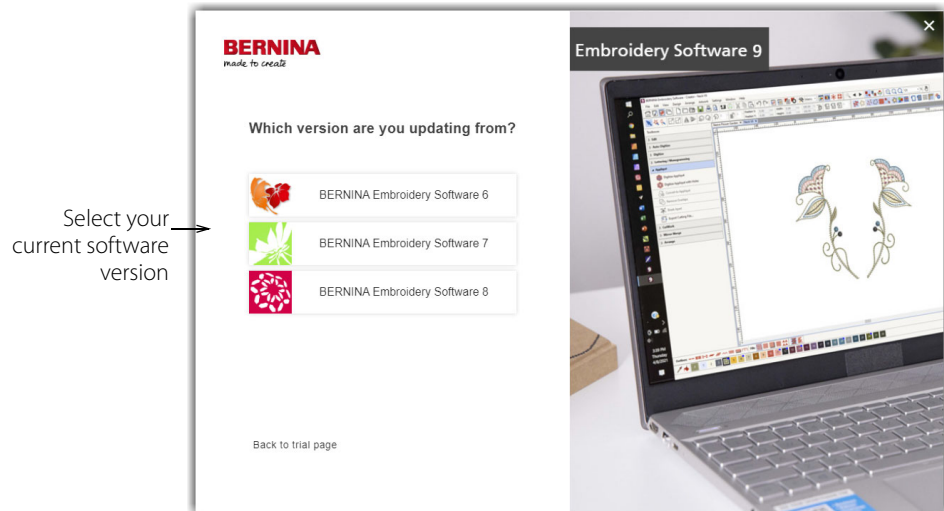 BERNINA
made to create
Embroidery Software 9
Which version are you updating from?
BERNINA Embroidery Software 6
Select your
current software
version
BERNINA Embroidery Software 7
BERNINA Embroidery Software 8
Back to trial page